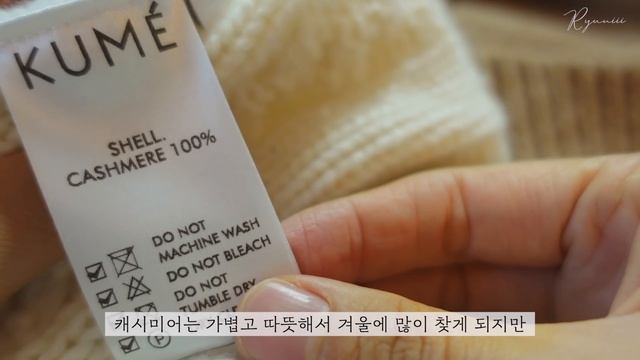 Ryuniii
KUMÉ
SHELL.
CASHMERE 100%
DO NOT
MACHINE WASH
DO NOT BLEACH
DO NOT
TUMBLE DRY
캐시미어는 가볍고 따뜻해서 겨울에 많이 찾게 되지만